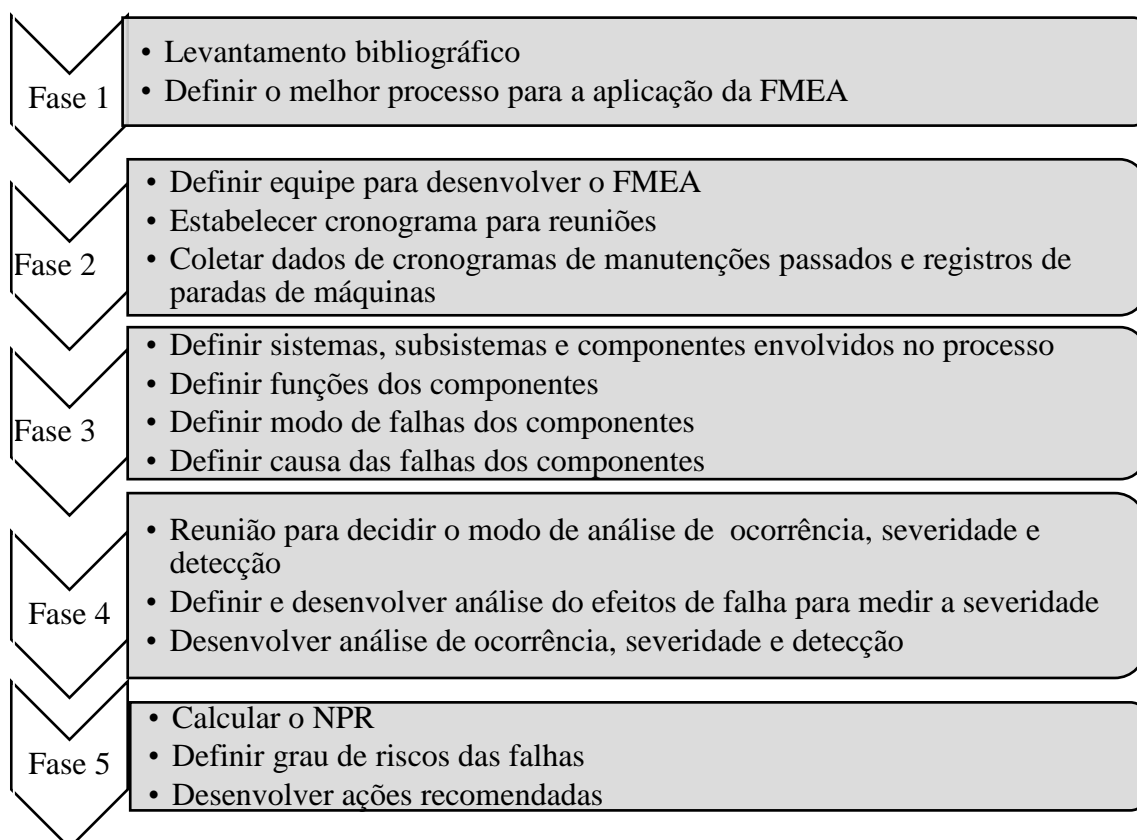 Fase 1
• Levantamento bibliográfico
• Definir o melhor processo para a aplicação da FMEA
Fase 2
• Definir equipe para desenvolver o FMEA
• Estabelecer cronograma para reuniões
• Coletar dados de cronogramas de manutenções passados e registros de
paradas de máquinas
Fase 3
• Definir sistemas, subsistemas e componentes envolvidos no processo
• Definir funções dos componentes
• Definir modo de falhas dos componentes
• Definir causa das falhas dos componentes
Fase 4
• Reunião para decidir o modo de análise de ocorrência, severidade e
detecção
• Definir e desenvolver análise do efeitos de falha para medir a severidade
• Desenvolver análise de ocorrência, severidade e detecção
Fase 5
• Calcular o NPR
• Definir grau de riscos das falhas
• Desenvolver ações recomendadas